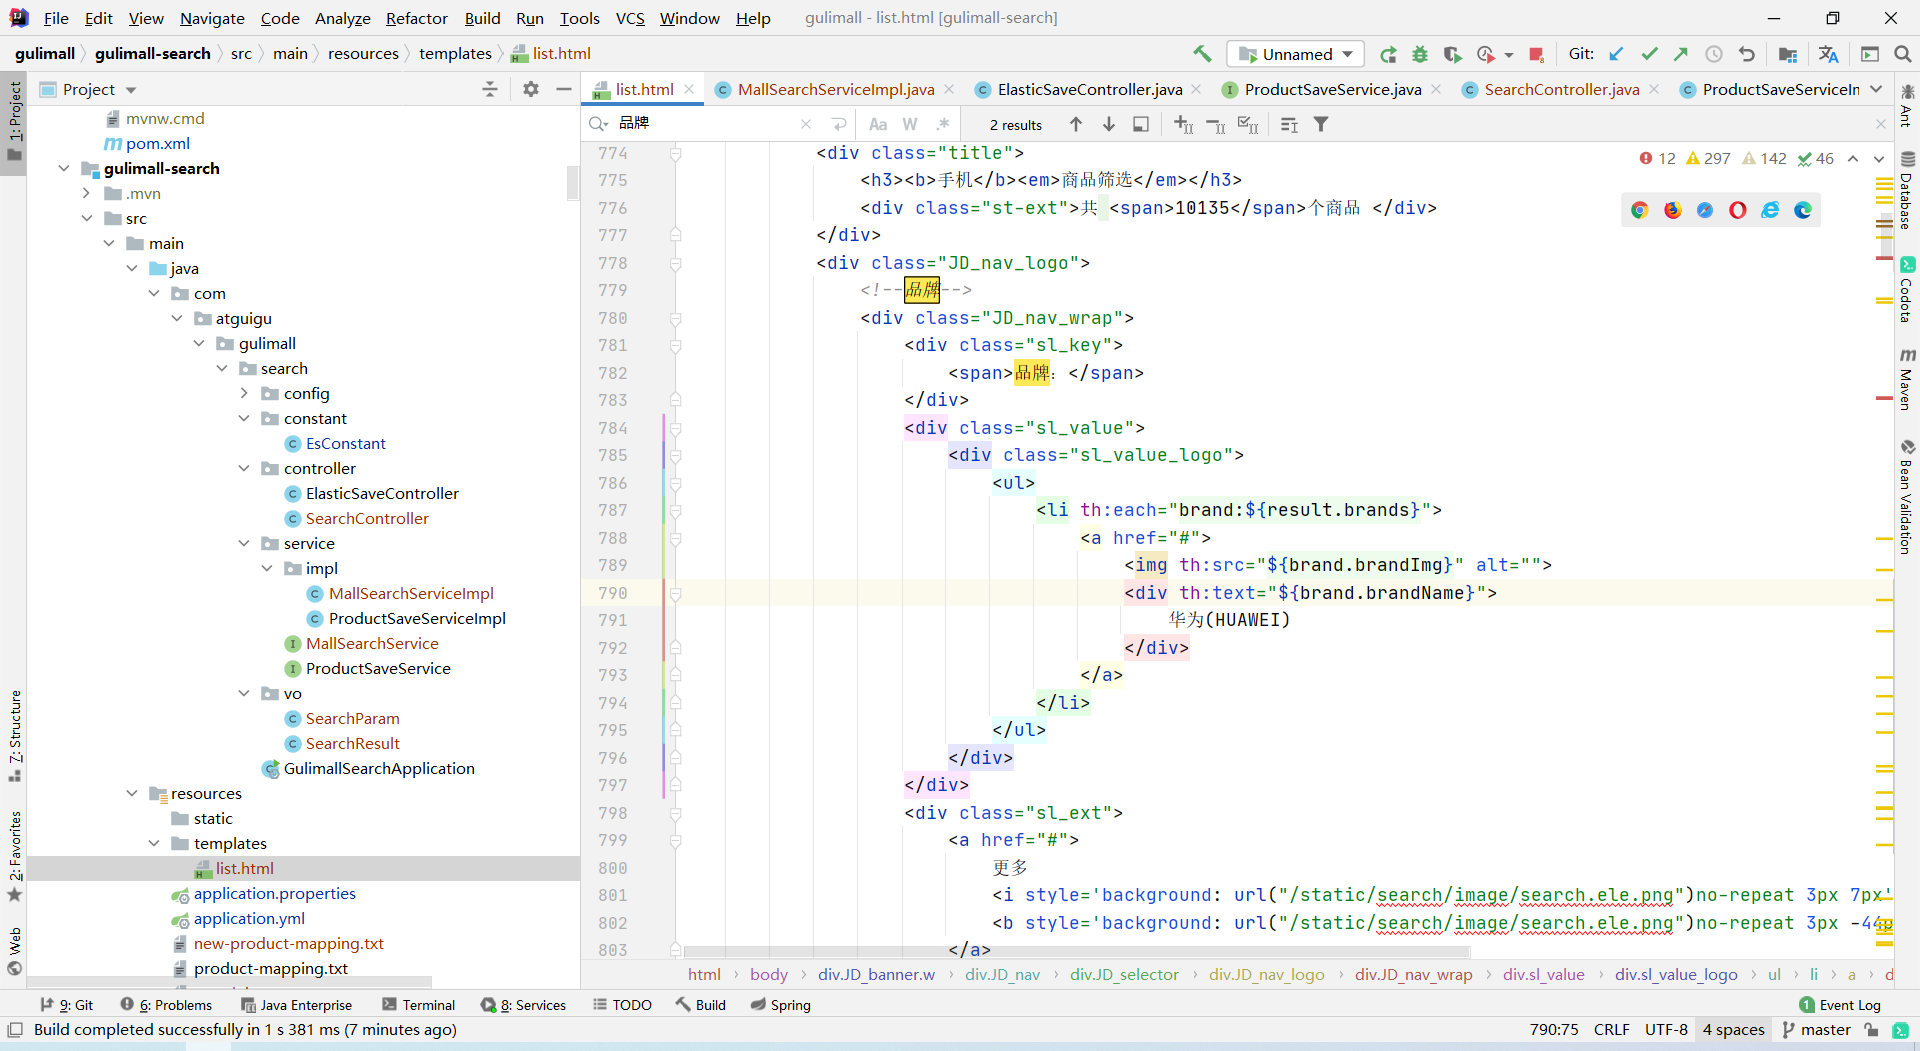 File Edit View Navigate Code Analyze Refactor Build Run Tools VCS Window Help gulimall - list.html [gulimall-search]
gulimall gulimall-search src main resources templates list.html Unnamed Git:
Project list.html MallSearchServiceImpl.java ElasticSaveController.java ProductSaveService.java SearchController.java ProductSaveServiceIn
品牌 Aa W .* 2 results
12 297 142 46
1: Project
7: Structure
2: Favorites
Web
mvnw.cmd
pom.xml
gulimall-search
.mvn
src
main
java
com
atguigu
gulimall
search
config
constant
EsConstant
controller
ElasticSaveController
SearchController
service
impl
MallSearchServiceImpl
ProductSaveServiceImpl
MallSearchService
ProductSaveService
vo
SearchParam
SearchResult
GulimallSearchApplication
resources
static
templates
list.html
application.properties
application.yml
new-product-mapping.txt
product-mapping.txt
774 <div class="title">
775 <h3><b>手机</b><em>商品筛选</em></h3>
776 <div class="st-ext">共 <span>10135</span>个商品 </div>
777 </div>
778 <div class="JD_nav_logo">
779 <!--品牌-->
780 <div class="JD_nav_wrap">
781 <div class="sl_key">
782 <span>品牌：</span>
783 </div>
784 <div class="sl_value">
785 <div class="sl_value_logo">
786 <ul>
787 <li th:each="brand:${result.brands}">
788 <a href="#">
789 <img th:src="${brand.brandImg}" alt="">
790 <div th:text="${brand.brandName}">
791 华为(HUAWEI)
792 </div>
793 </a>
794 </li>
795 </ul>
796 </div>
797 </div>
798 <div class="sl_ext">
799 <a href="#">
800 更多
801 <i style='background: url("/static/search/image/search.ele.png")no-repeat 3px 7px'
802 <b style='background: url("/static/search/image/search.ele.png")no-repeat 3px -44p
803 </a>
Ant
Database
Codota
Maven
Bean Validation
html body div.JD_banner.w div.JD_nav div.JD_selector div.JD_nav_logo div.JD_nav_wrap div.sl_value div.sl_value_logo ul li a d
9: Git 6: Problems Java Enterprise Terminal 8: Services TODO Build Spring 1 Event Log
Build completed successfully in 1 s 381 ms (7 minutes ago) 790:75 CRLF UTF-8 4 spaces master